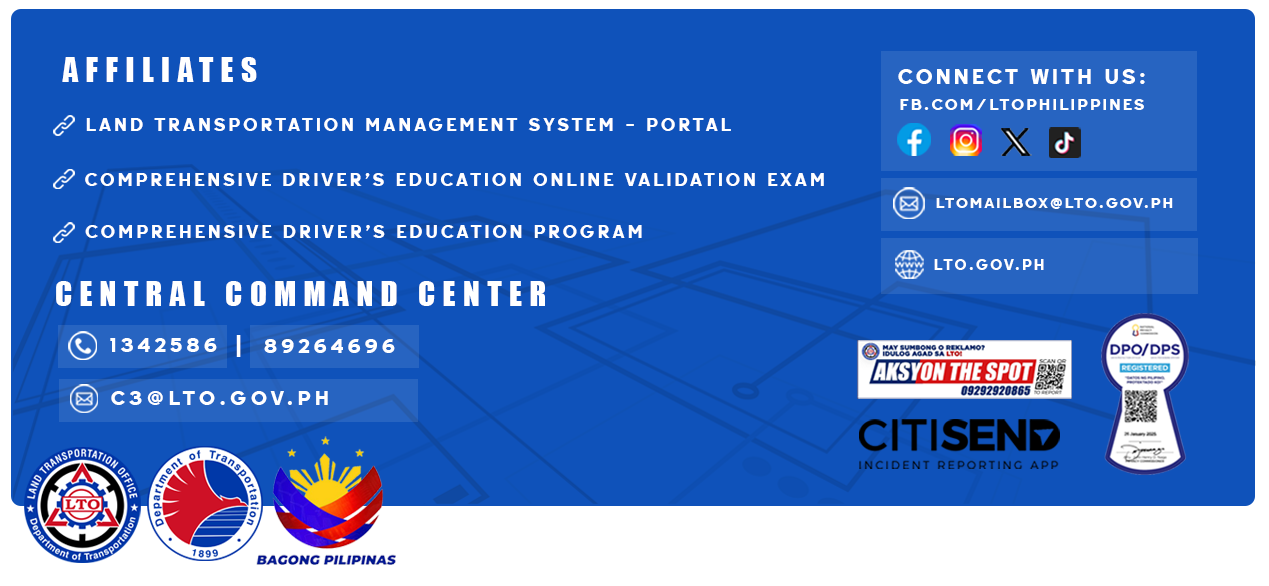 AFFILIATES
LAND TRANSPORTATION MANAGEMENT SYSTEM – PORTAL
COMPREHENSIVE DRIVER'S EDUCATION ONLINE VALIDATION EXAM
COMPREHENSIVE DRIVER'S EDUCATION PROGRAM
CENTRAL COMMAND CENTER
1342586 | 89264696
C3@LTO.GOV.PH
LAND TRANSPORTATION OFFICE
LTO
Department of Transportation
Department of Transportation
1899
BAGONG PILIPINAS
CONNECT WITH US:
FB.COM/LTOPHILIPPINES
LTOMAILBOX@LTO.GOV.PH
LTO.GOV.PH
MAY SUMBONG O REKLAMO?
IDULOG AGAD SA LTO!
AKSYON THE SPOT
09292920865
SCAN QR
TO REPORT
CITISEND
INCIDENT REPORTING APP
DPO/DPS
REGISTERED